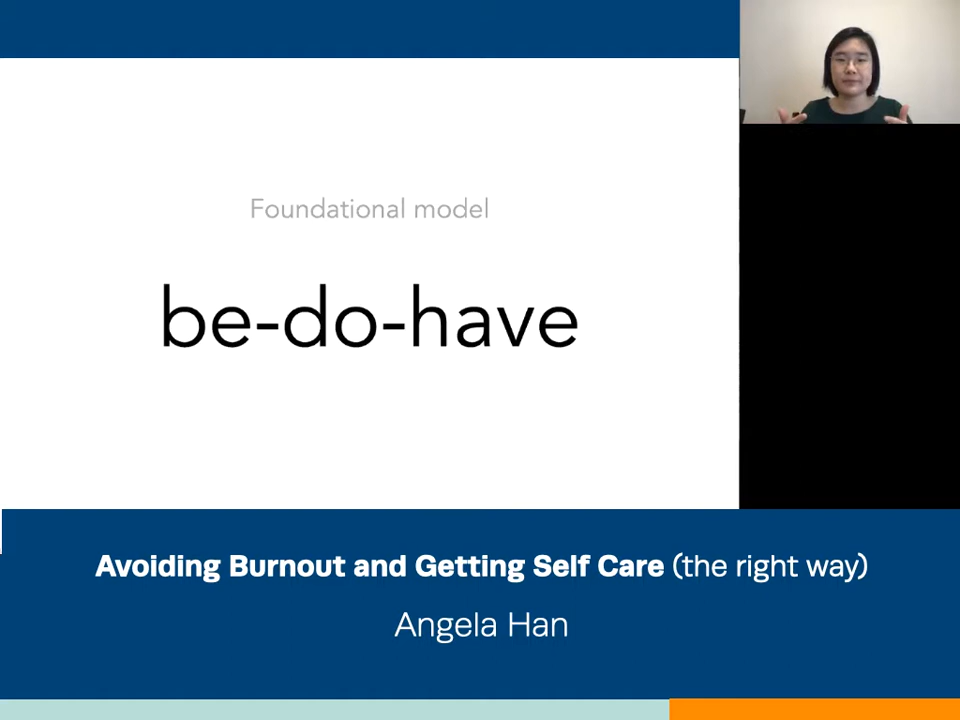 Foundational model
be-do-have
Avoiding Burnout and Getting Self Care (the right way)
Angela Han